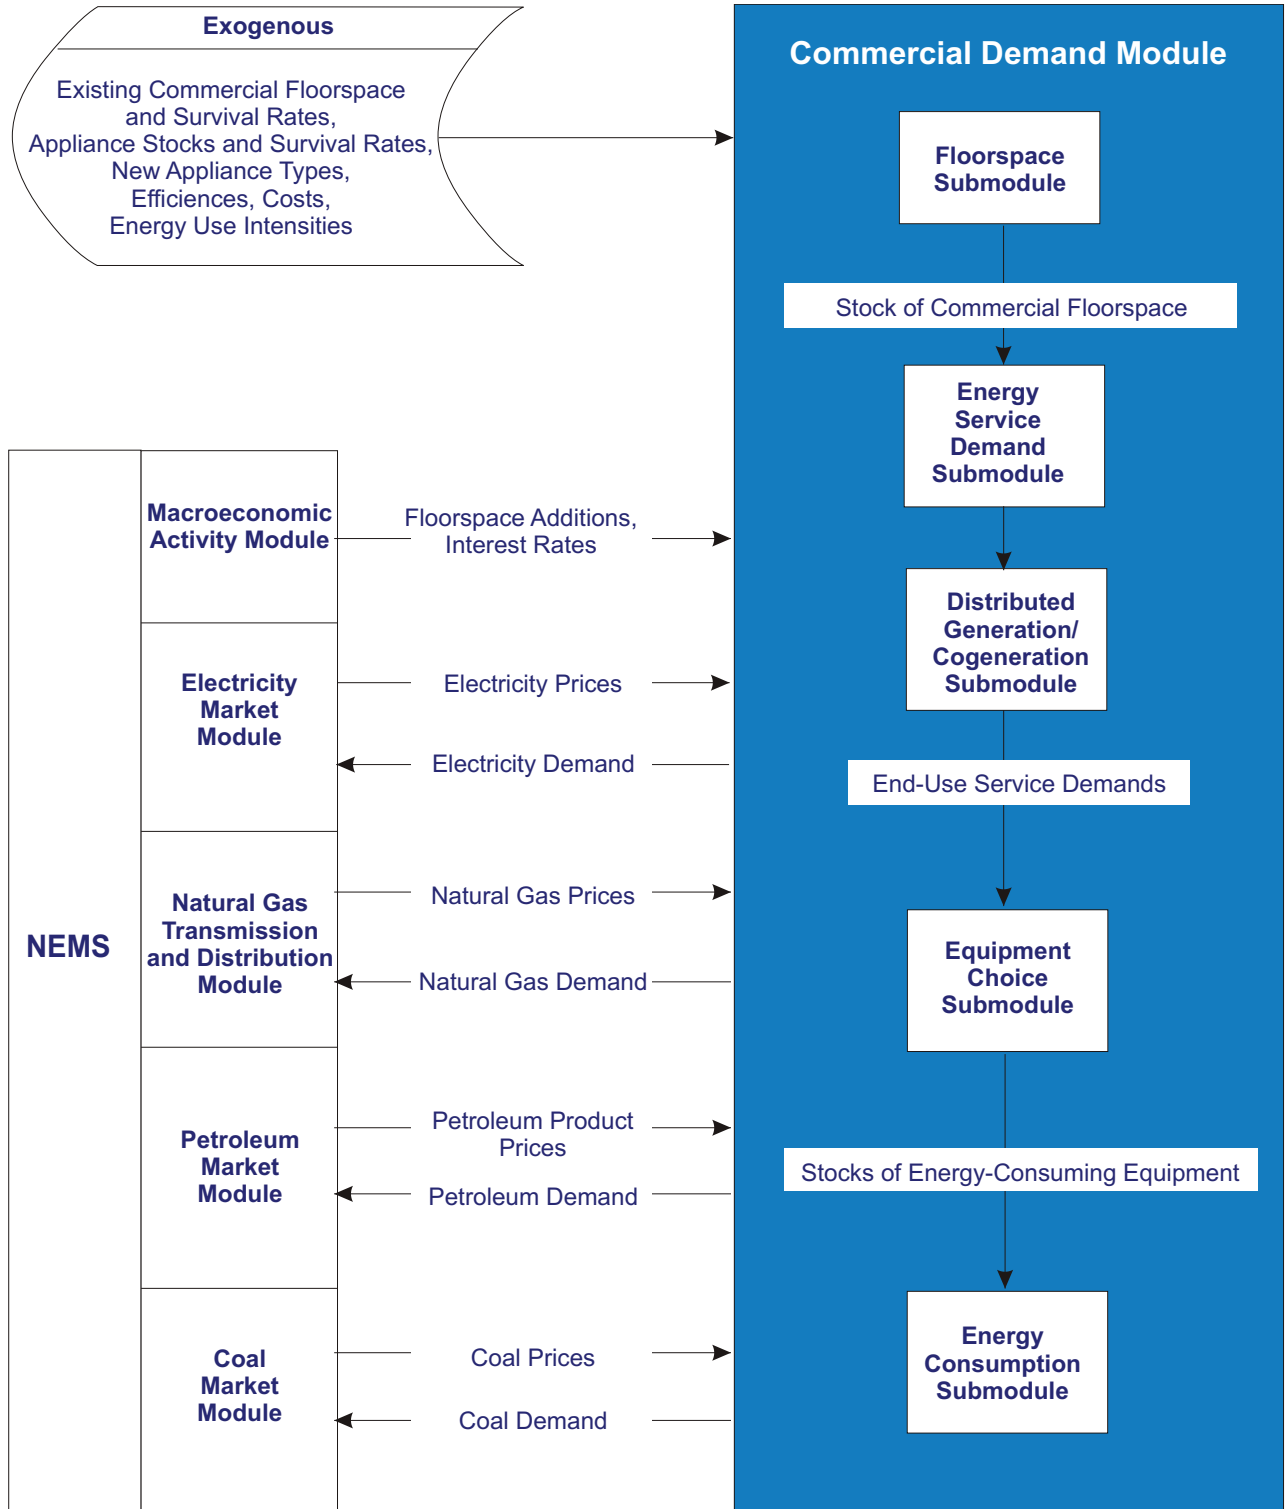 Exogenous
Existing Commercial Floorspace
and Survival Rates,
Appliance Stocks and Survival Rates,
New Appliance Types,
Efficiences, Costs,
Energy Use Intensities
Commercial Demand Module
Floorspace
Submodule
Stock of Commercial Floorspace
Energy
Service
Demand
Submodule
Distributed
Generation/
Cogeneration
Submodule
End-Use Service Demands
Equipment
Choice
Submodule
Stocks of Energy-Consuming Equipment
Energy
Consumption
Submodule
NEMS
Macroeconomic
Activity Module
Floorspace Additions,
Interest Rates
Electricity
Market
Module
Electricity Prices
Electricity Demand
Natural Gas
Transmission
and Distribution
Module
Natural Gas Prices
Natural Gas Demand
Petroleum
Market
Module
Petroleum Product
Prices
Petroleum Demand
Coal
Market
Module
Coal Prices
Coal Demand